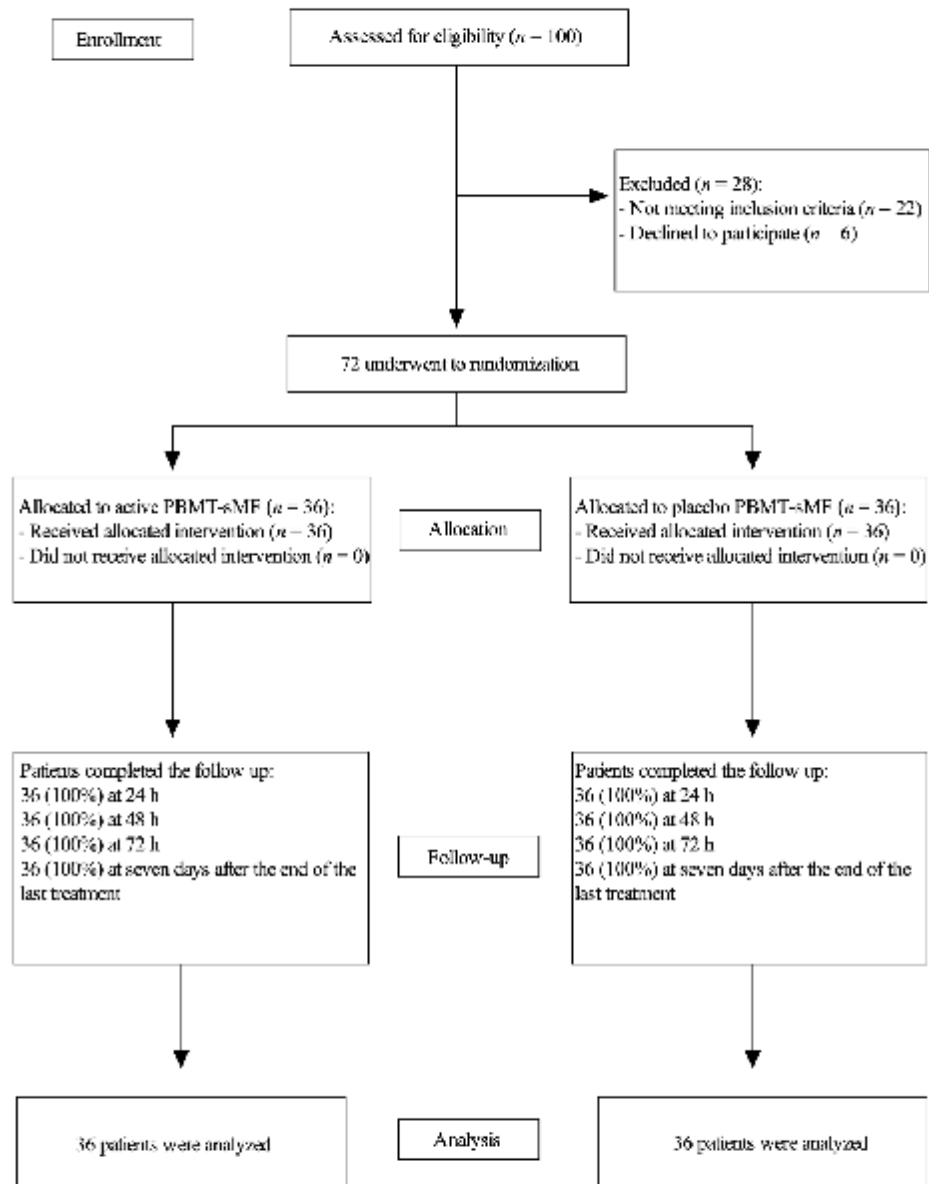 Enrollment
Assessed for eligibility (n = 100)
Excluded (n = 28):
- Not meeting inclusion criteria (n = 22)
- Declined to participate (n = 6)
72 underwent to randomization
Allocated to active PBMT-sMF (n = 36):
- Received allocated intervention (n = 36)
- Did not receive allocated intervention (n = 0)
Allocation
Allocated to placebo PBMT-sMF (n = 36):
- Received allocated intervention (n = 36)
- Did not receive allocated intervention (n = 0)
Patients completed the follow up:
36 (100%) at 24 h
36 (100%) at 48 h
36 (100%) at 72 h
36 (100%) at seven days after the end of the
last treatment
Follow-up
Patients completed the follow up:
36 (100%) at 24 h
36 (100%) at 48 h
36 (100%) at 72 h
36 (100%) at seven days after the end of the
last treatment
36 patients were analyzed
Analysis
36 patients were analyzed